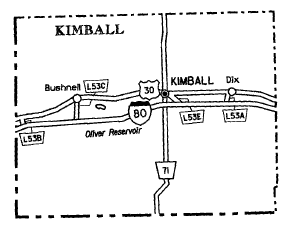 KIMBALL
Bushnell
L53C
30
KIMBALL
Dix
80
L53E
L53A
L53B
Oliver Reservoir
71